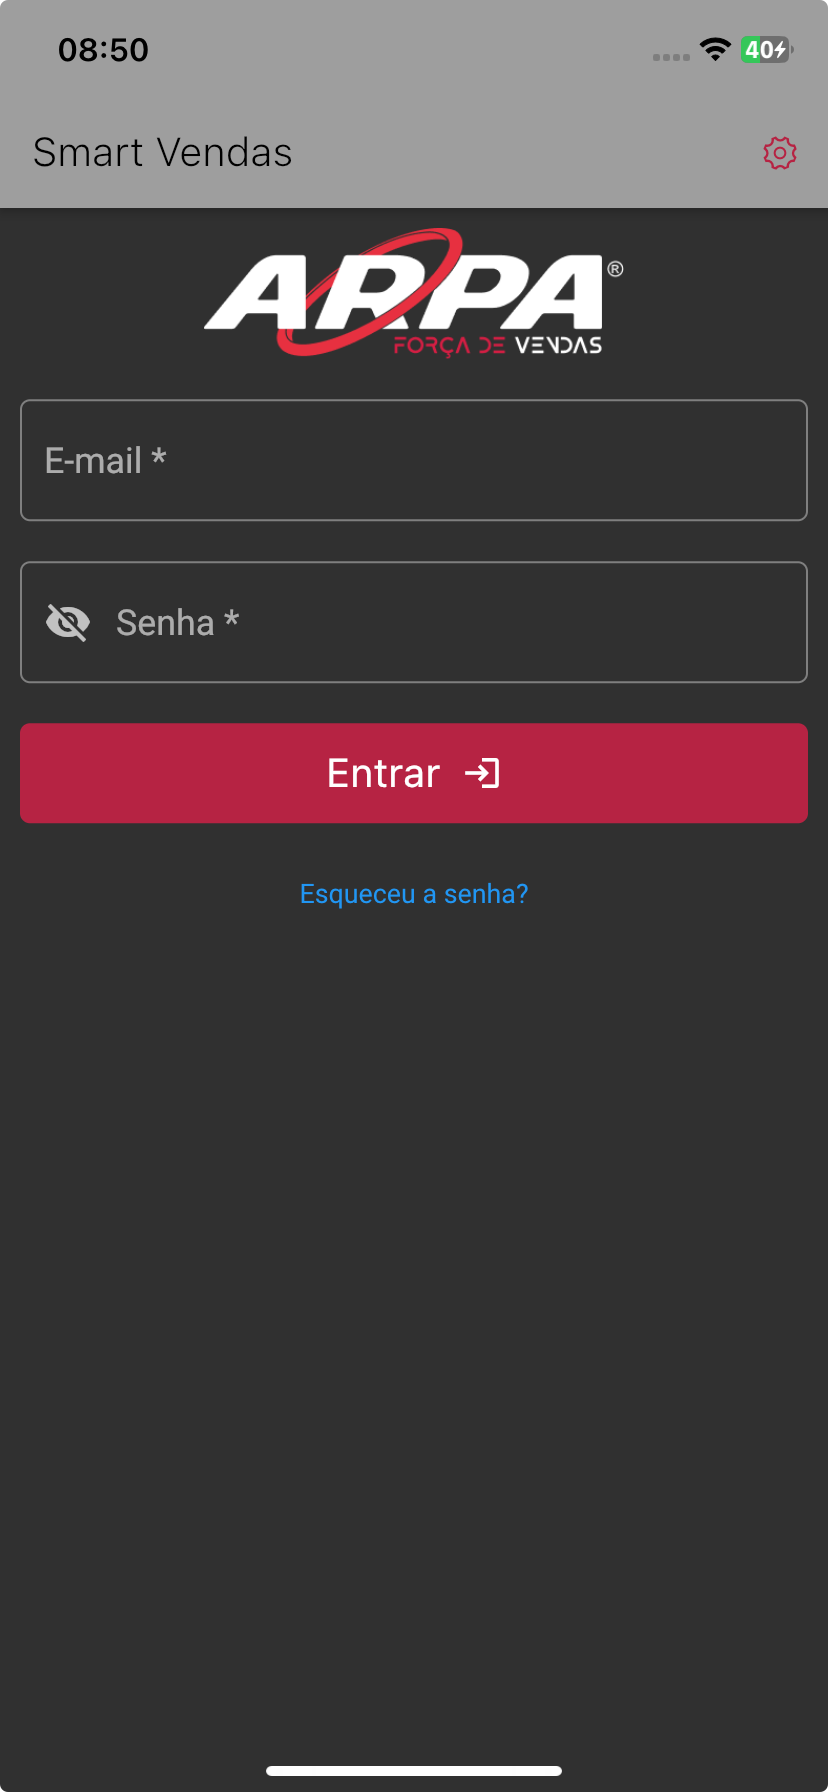 08:50
40
Smart Vendas
ARPA®
FORÇA DE VENDAS
E-mail *
Senha *
Entrar
Esqueceu a senha?